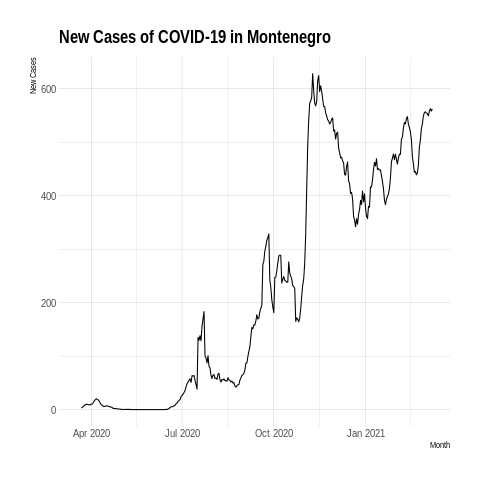 New Cases of COVID-19 in Montenegro
New Cases
600
400
200
0
Apr 2020
Jul 2020
Oct 2020
Jan 2021
Month